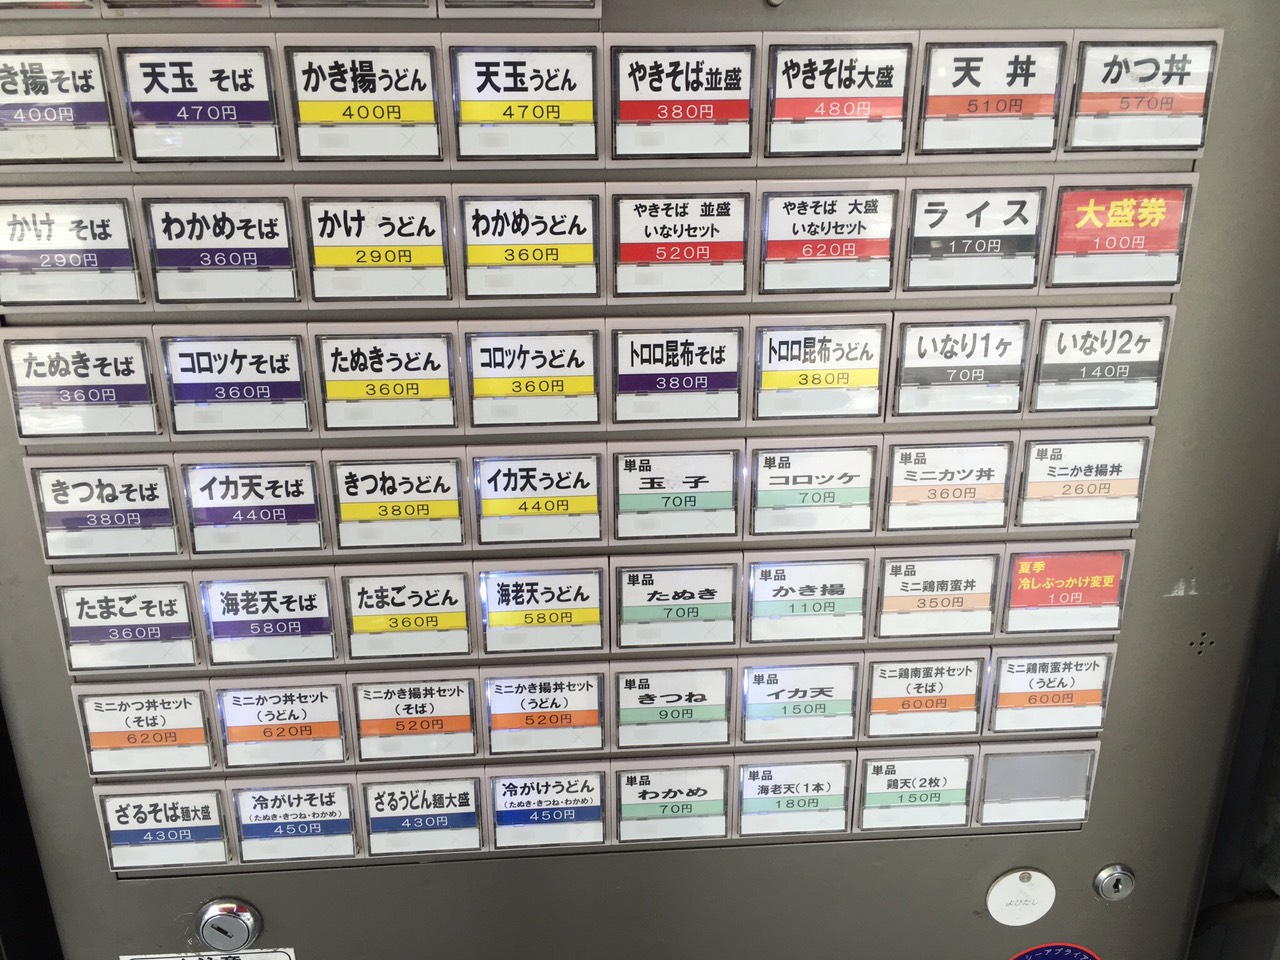 き揚そば
400円
天玉 そば
470円
かき揚うどん
400円
天玉うどん
470円
やきそば並盛
380円
やきそば大盛
480円
天 丼
510円
かつ丼
570円
かけ そば
290円
わかめそば
360円
かけ うどん
290円
わかめうどん
360円
やきそば 並盛
いなりセット
520円
やきそば 大盛
いなりセット
620円
ライス
170円
大盛券
100円
たぬきそば
360円
コロッケそば
360円
たぬきうどん
360円
コロッケうどん
360円
トロロ昆布そば
380円
トロロ昆布うどん
380円
いなり1ヶ
70円
いなり2ヶ
140円
きつねそば
380円
イカ天そば
440円
きつねうどん
380円
イカ天うどん
440円
単品
玉子
70円
単品
コロッケ
70円
単品
ミニカツ丼
360円
単品
ミニかき揚丼
260円
たまごそば
360円
海老天そば
580円
たまごうどん
360円
海老天うどん
580円
単品
たぬき
70円
単品
かき揚
110円
単品
ミニ鶏南蛮丼
350円
夏季
冷しぶっかけ変更
10円
ミニかつ丼セット
(そば)
620円
ミニかつ丼セット
(うどん)
620円
ミニかき揚丼セット
(そば)
520円
ミニかき揚丼セット
(うどん)
520円
単品
きつね
90円
単品
イカ天
150円
ミニ鶏南蛮丼セット
(そば)
600円
ミニ鶏南蛮丼セット
(うどん)
600円
ざるそば麺大盛
430円
冷がけそば
(たぬき・きつね・わかめ)
450円
ざるうどん麺大盛
430円
冷がけうどん
(たぬき・きつね・わかめ)
450円
単品
わかめ
70円
単品
海老天(1本)
180円
単品
鶏天(2枚)
150円
よびだし